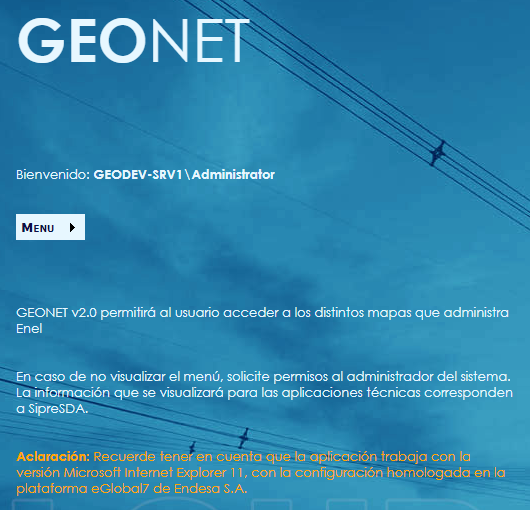 GEONET
Bienvenido: GEODEV-SRV1\Administrator
MENU
GEONET v2.0 permitirá al usuario acceder a los distintos mapas que administra
Enel
En caso de no visualizar el menú, solicite permisos al administrador del sistema.
La información que se visualizará para las aplicaciones técnicas corresponden
a SipreSDA.
Aclaración: Recuerde tener en cuenta que la aplicación trabaja con la
versión Microsoft Internet Explorer 11, con la configuración homologada en la
plataforma eGlobal7 de Endesa S.A.